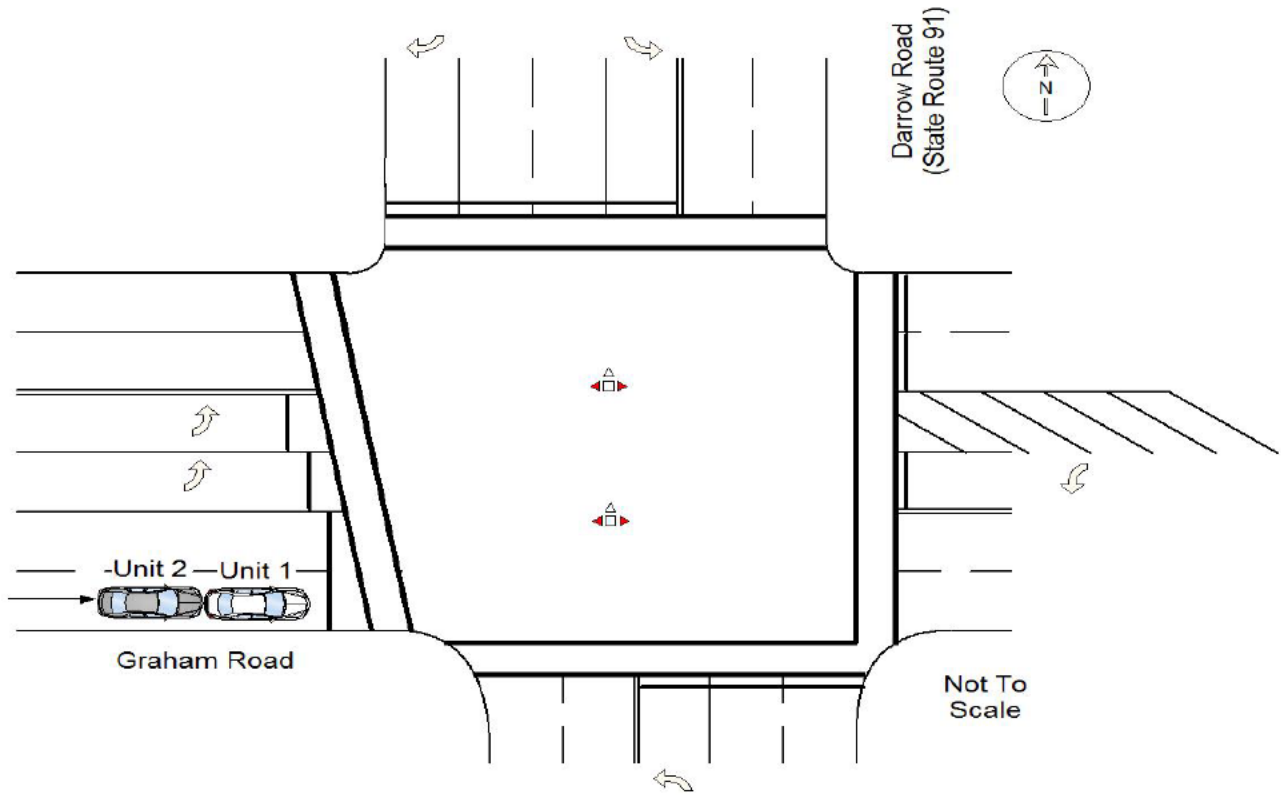 Darrow Road
(State Route 91)
N
Unit 2
Unit 1
Graham Road
Not To
Scale